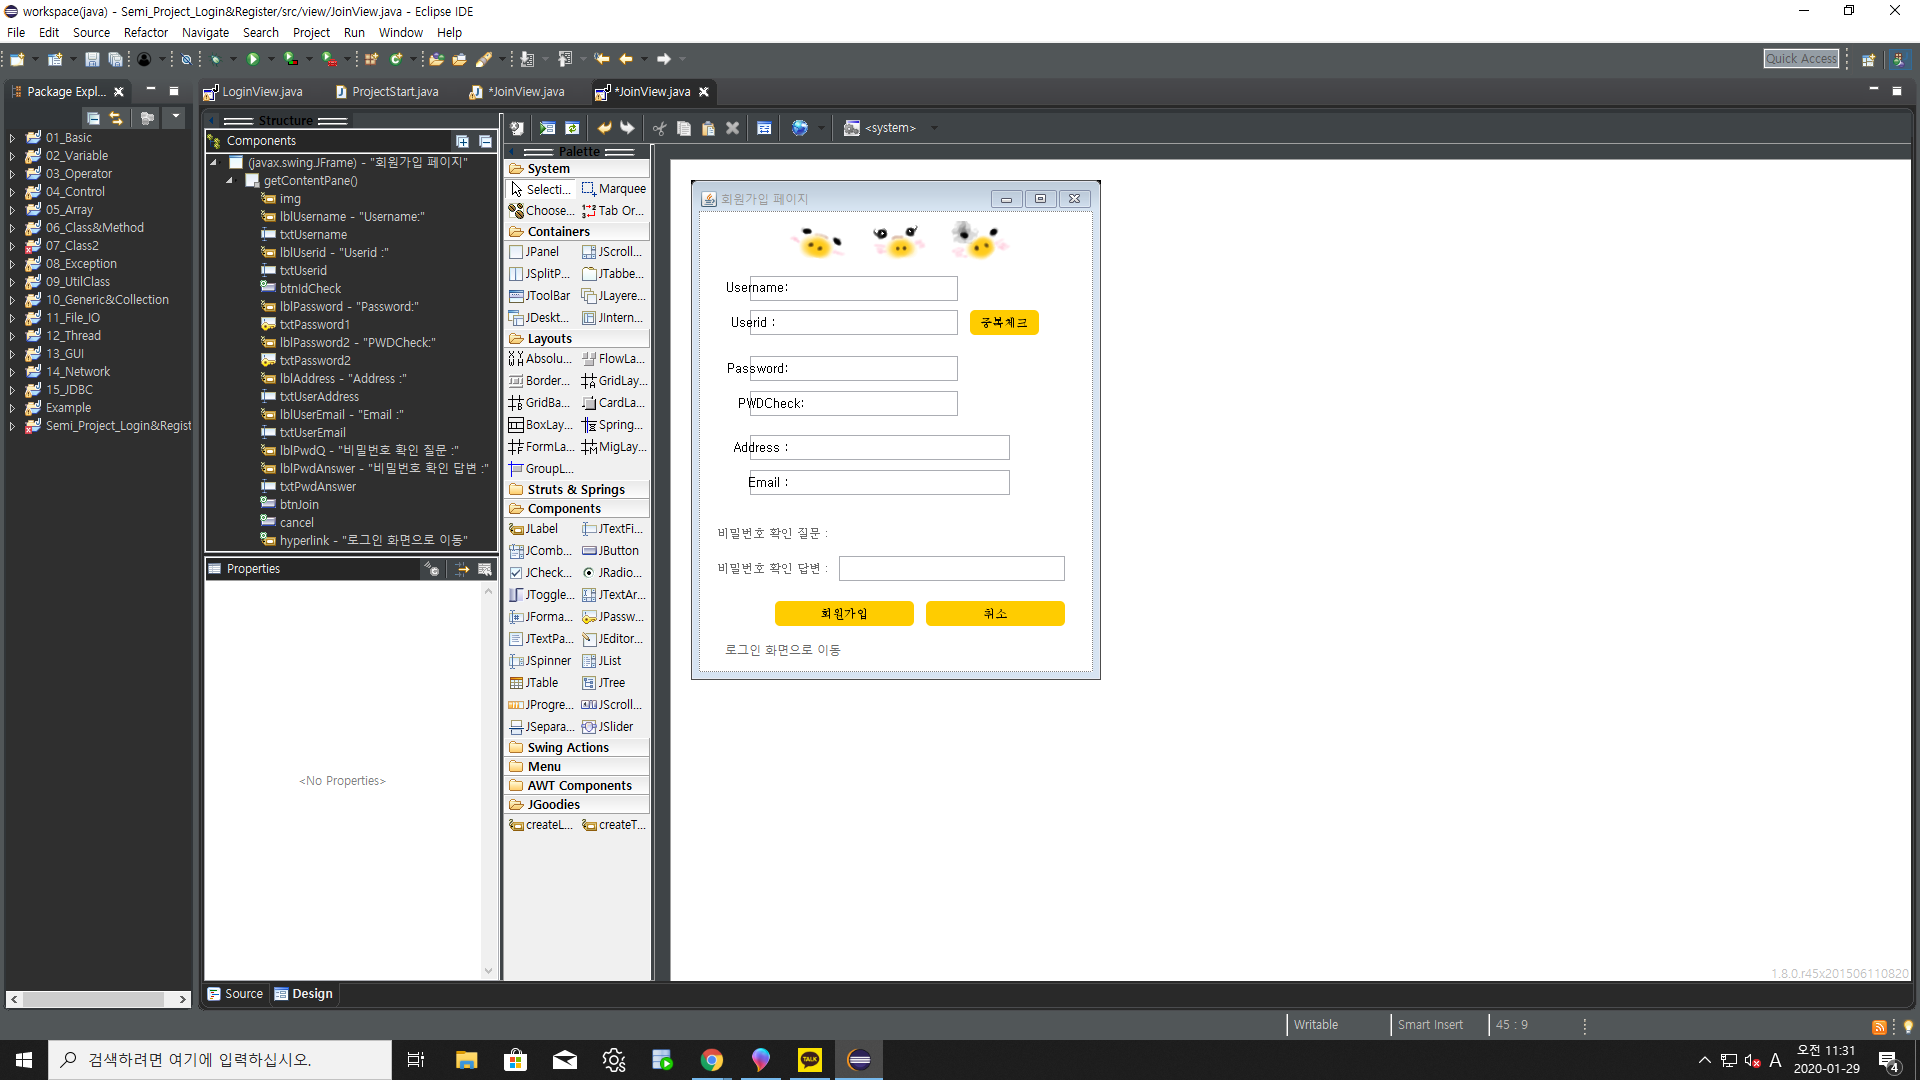 workspace(java) - Semi_Project_Login&Register/src/view/JoinView.java - Eclipse IDE
File Edit Source Refactor Navigate Search Project Run Window Help
Quick Access
Package Expl...
LoginView.java
ProjectStart.java
*JoinView.java
*JoinView.java
01_Basic
02_Variable
03_Operator
04_Control
05_Array
06_Class&Method
07_Class2
08_Exception
09_UtilClass
10_Generic&Collection
11_File_IO
12_Thread
13_GUI
14_Network
15_JDBC
Example
Semi_Project_Login&Regist
Structure
Components
(javax.swing.JFrame) - "회원가입 페이지"
getContentPane()
img
lblUsername - "Username:"
txtUsername
lblUserid - "Userid :"
txtUserid
btnIdCheck
lblPassword - "Password:"
txtPassword1
lblPassword2 - "PWDCheck:"
txtPassword2
lblAddress - "Address :"
txtUserAddress
lblUserEmail - "Email :"
txtUserEmail
lblPwdQ - "비밀번호 확인 질문 :"
lblPwdAnswer - "비밀번호 확인 답변 :"
txtPwdAnswer
btnJoin
cancel
hyperlink - "로그인 화면으로 이동"
Properties
<No Properties>
<system>
Palette
System
Selecti... Marquee
Choose... Tab Or...
Containers
JPanel JScroll...
JSplitP... JTabbe...
JToolBar JLayere...
JDeskt... JIntern...
Layouts
Absolu... FlowLa...
Border... GridLay...
GridBa... CardLa...
BoxLay... Spring...
FormLa... MigLay...
GroupL...
Struts & Springs
Components
JLabel JTextFi...
JComb... JButton
JCheck... JRadio...
JToggle... JTextAr...
JForma... JPassw...
JTextPa... JEditor...
JSpinner JList
JTable JTree
JProgre... JScroll...
JSepara... JSlider
Swing Actions
Menu
AWT Components
JGoodies
createL... createT...
회원가입 페이지
Username:
Userid :
중복체크
Password:
PWDCheck:
Address :
Email :
비밀번호 확인 질문 :
비밀번호 확인 답변 :
회원가입 취소
로그인 화면으로 이동
1.8.0.r45x201506110820
Source Design
Writable Smart Insert 45 : 9
검색하려면 여기에 입력하십시오.
TALK
A
오전 11:31
2020-01-29
4